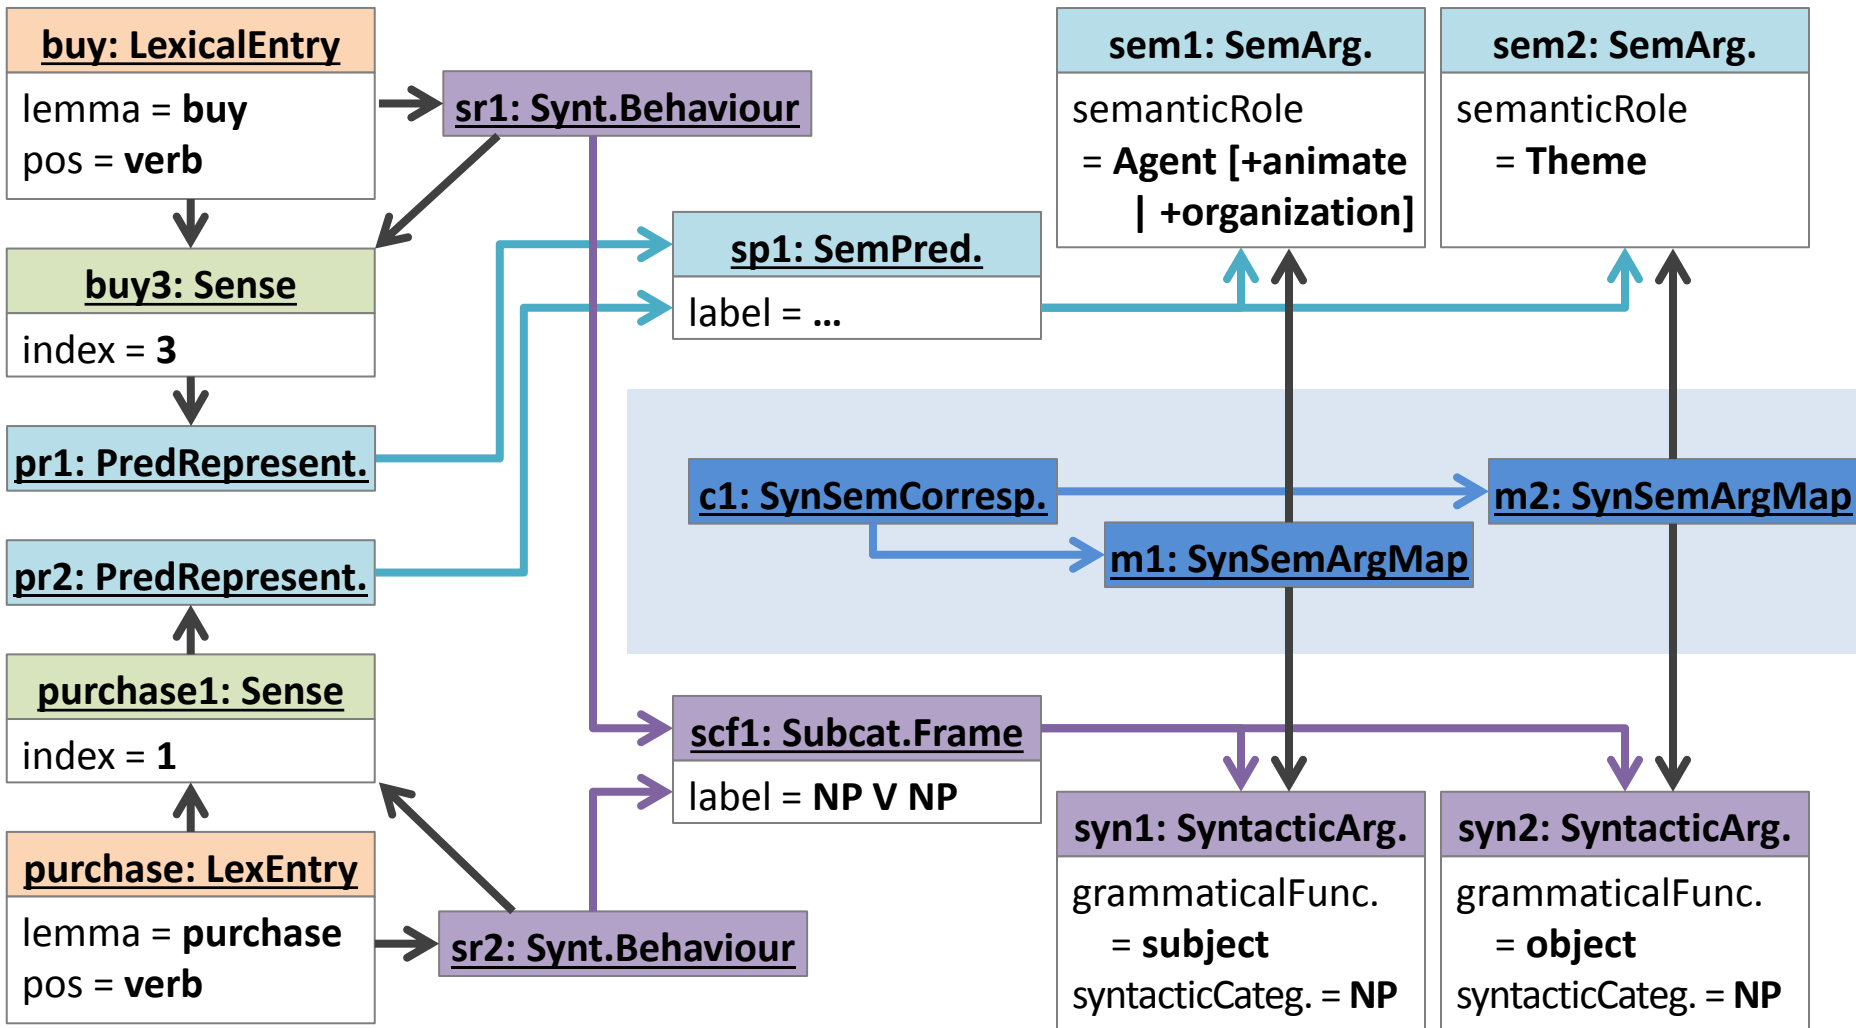 buy: LexicalEntry
lemma = buy
pos = verb
sr1: Synt.Behaviour
buy3: Sense
index = 3
pr1: PredRepresent.
pr2: PredRepresent.
purchase1: Sense
index = 1
purchase: LexEntry
lemma = purchase
pos = verb
sr2: Synt.Behaviour
sp1: SemPred.
label = ...
sem1: SemArg.
semanticRole
= Agent [+animate
| +organization]
sem2: SemArg.
semanticRole
= Theme
c1: SynSemCorresp.
m1: SynSemArgMap
m2: SynSemArgMap
scf1: Subcat.Frame
label = NP V NP
syn1: SyntacticArg.
grammaticalFunc.
= subject
syntacticCateg. = NP
syn2: SyntacticArg.
grammaticalFunc.
= object
syntacticCateg. = NP